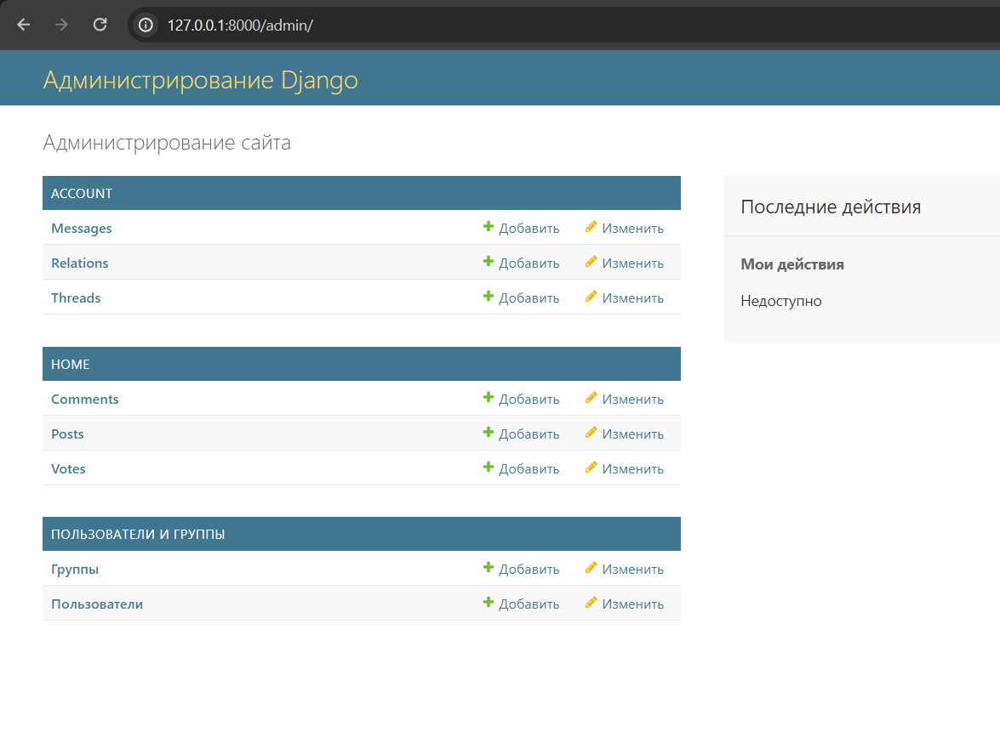 127.0.0.1:8000/admin/
Администрирование Django
Администрирование сайта
ACCOUNT
Messages Добавить Изменить
Relations Добавить Изменить
Threads Добавить Изменить
HOME
Comments Добавить Изменить
Posts Добавить Изменить
Votes Добавить Изменить
ПОЛЬЗОВАТЕЛИ И ГРУППЫ
Группы Добавить Изменить
Пользователи Добавить Изменить
Последние действия
Мои действия
Недоступно